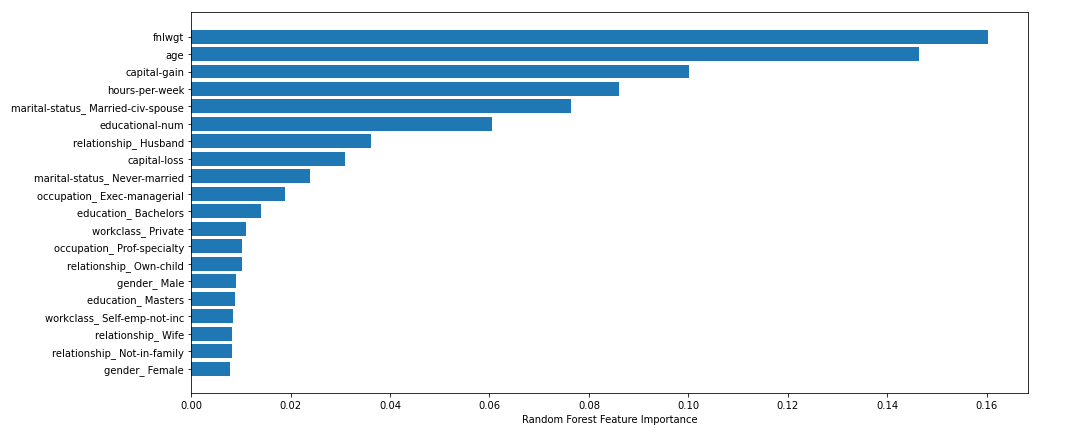 fnlwgt
age
capital-gain
hours-per-week
marital-status_ Married-civ-spouse
educational-num
relationship_ Husband
capital-loss
marital-status_ Never-married
occupation_ Exec-managerial
education_ Bachelors
workclass_ Private
occupation_ Prof-specialty
relationship_ Own-child
gender_ Male
education_ Masters
workclass_ Self-emp-not-inc
relationship_ Wife
relationship_ Not-in-family
gender_ Female
0.00 0.02 0.04 0.06 0.08 0.10 0.12 0.14 0.16
Random Forest Feature Importance